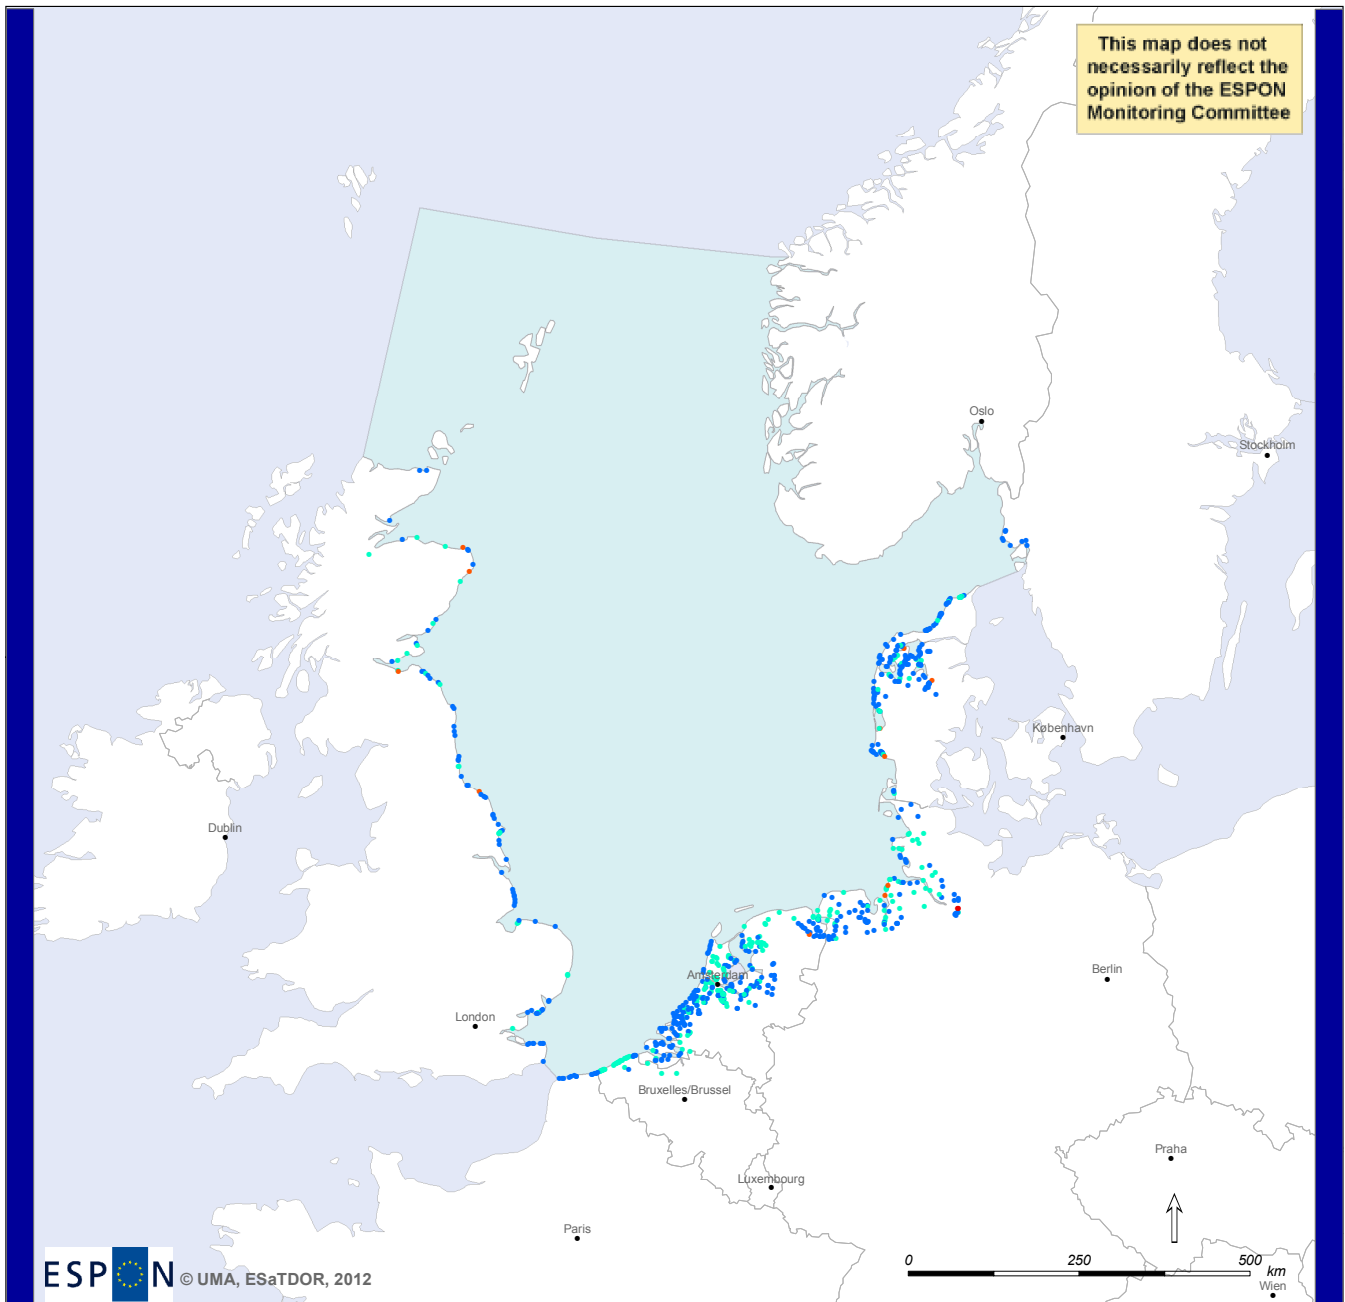 This map does not
necessarily reflect the
opinion of the ESPON
Monitoring Committee
Oslo
Stockholm
København
Dublin
Amsterdam
Berlin
London
Bruxelles/Brussel
Praha
Luxembourg
Paris
ESPON © UMA, ESaTDOR, 2012
0 250 500 km
Wien